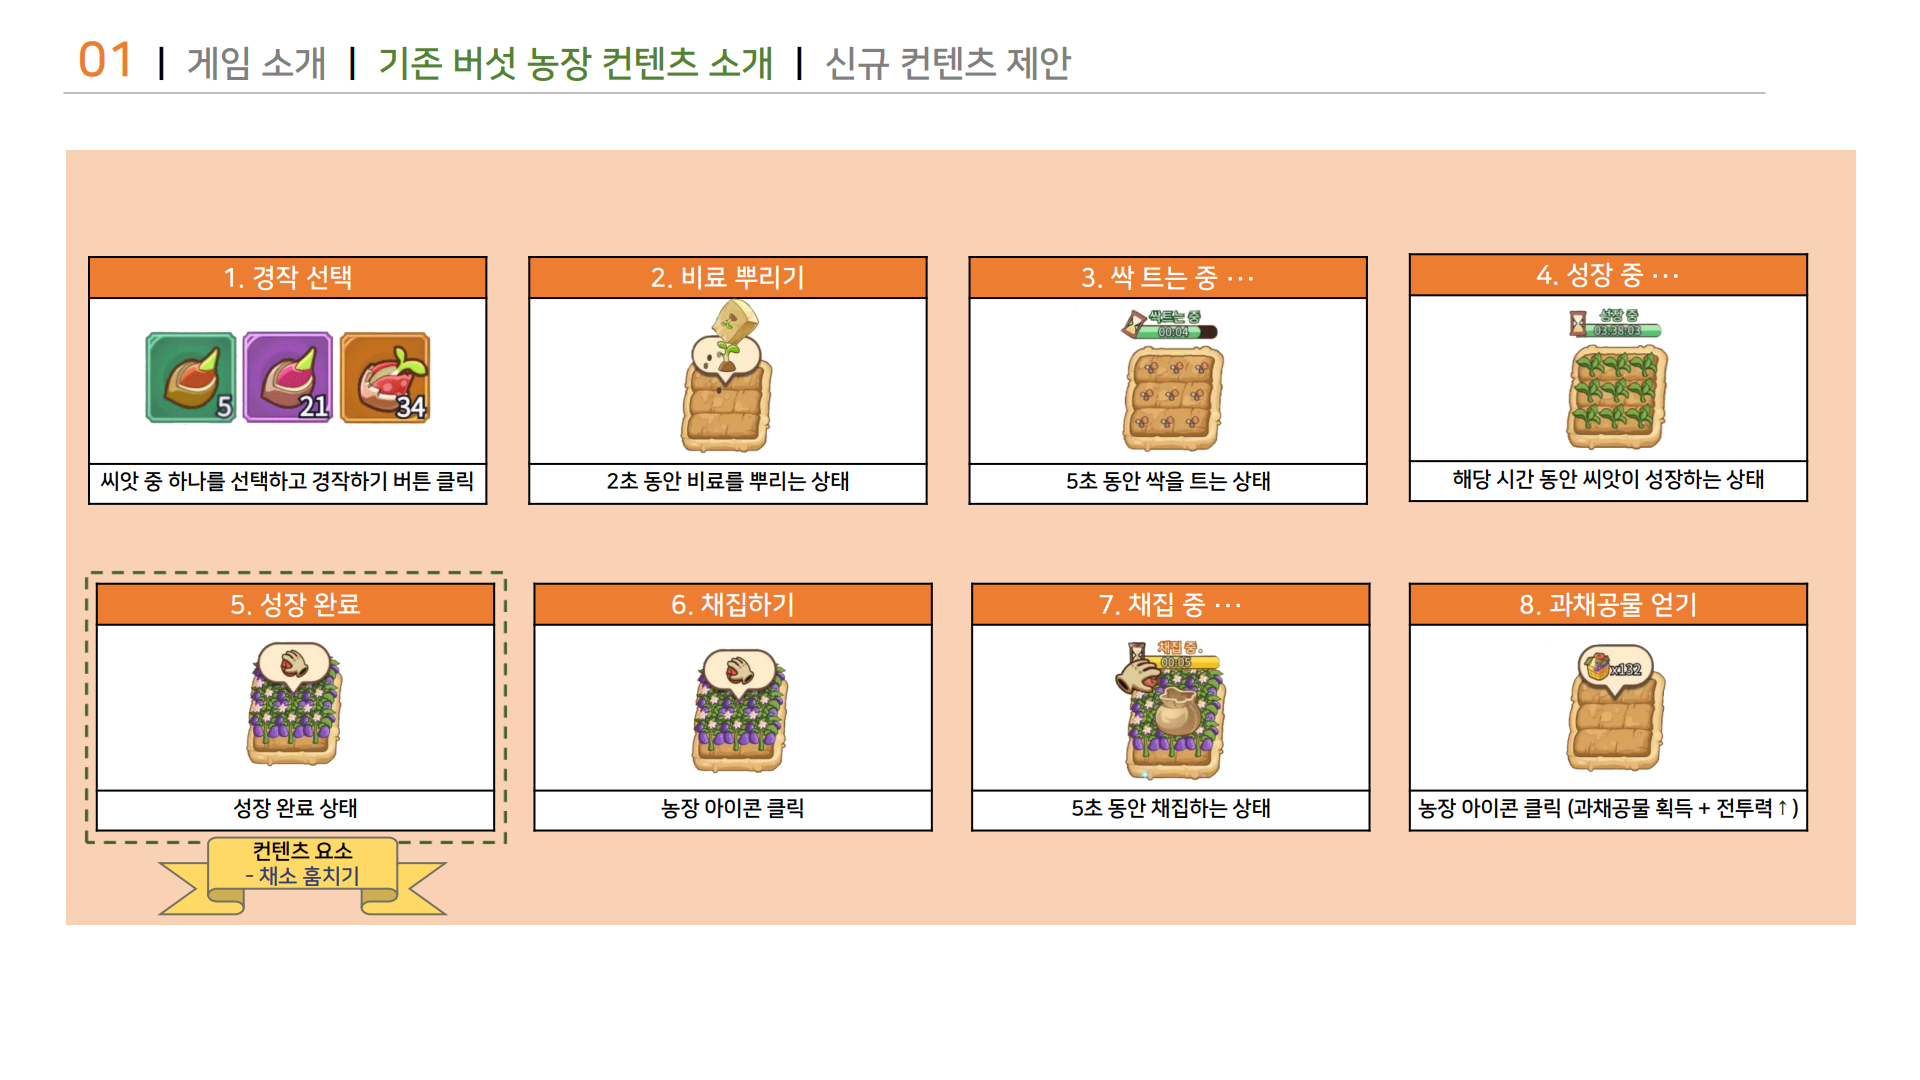 01 | 게임 소개 | 기존 버섯 농장 컨텐츠 소개 | 신규 컨텐츠 제안
1. 경작 선택
5
21
34
씨앗 중 하나를 선택하고 경작하기 버튼 클릭
2. 비료 뿌리기
2초 동안 비료를 뿌리는 상태
3. 싹 트는 중 …
싹트는 중
00:04
5초 동안 싹을 트는 상태
4. 성장 중 …
성장 중
03:38:03
해당 시간 동안 씨앗이 성장하는 상태
5. 성장 완료
성장 완료 상태
컨텐츠 요소
- 채소 훔치기
6. 채집하기
농장 아이콘 클릭
7. 채집 중 …
채집 중.
00:05
5초 동안 채집하는 상태
8. 과채공물 얻기
x132
농장 아이콘 클릭 (과채공물 획득 + 전투력↑)